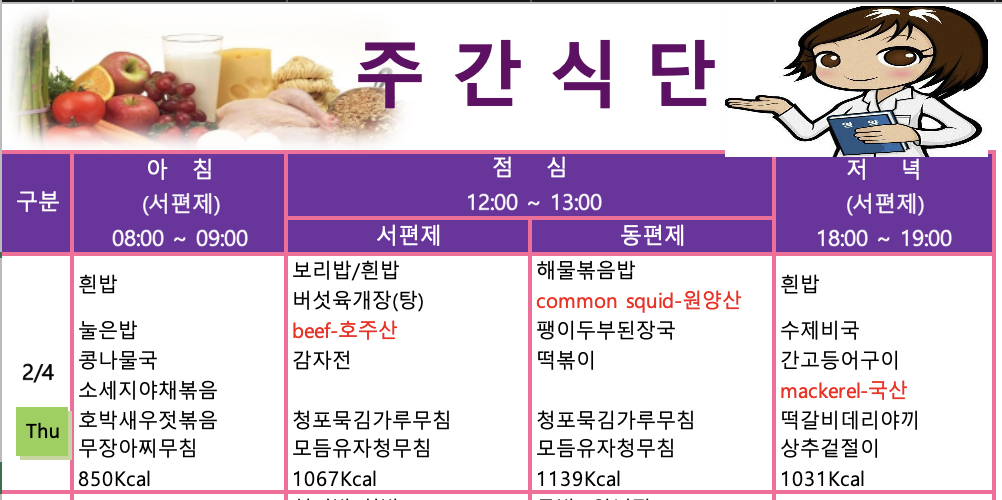 주간식단
구분
아 침
(서편제)
08:00 ~ 09:00
점 심
12:00 ~ 13:00
서편제
동편제
저 녁
(서편제)
18:00 ~ 19:00
2/4
Thu
흰밥
눌은밥
콩나물국
소세지야채볶음
호박새우젓볶음
무장아찌무침
850Kcal
보리밥/흰밥
버섯육개장(탕)
beef-호주산
감자전
청포묵김가루무침
모듬유자청무침
1067Kcal
해물볶음밥
common squid-원양산
팽이두부된장국
떡볶이
청포묵김가루무침
모듬유자청무침
1139Kcal
흰밥
수제비국
간고등어구이
mackerel-국산
떡갈비데리야끼
상추겉절이
1031Kcal